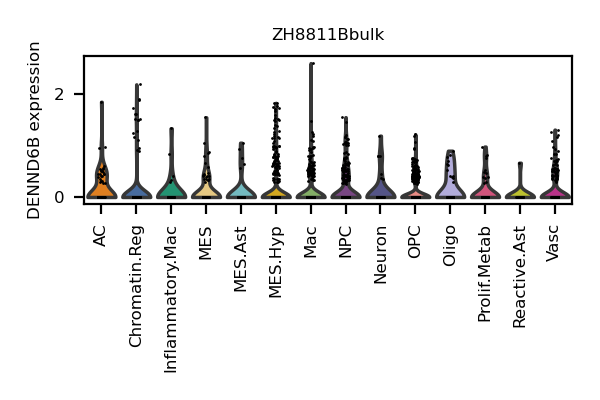 ZH8811Bbulk
DENND6B expression
2
0
AC
Chromatin.Reg
Inflammatory.Mac
MES
MES.Ast
MES.Hyp
Mac
NPC
Neuron
OPC
Oligo
Prolif.Metab
Reactive.Ast
Vasc